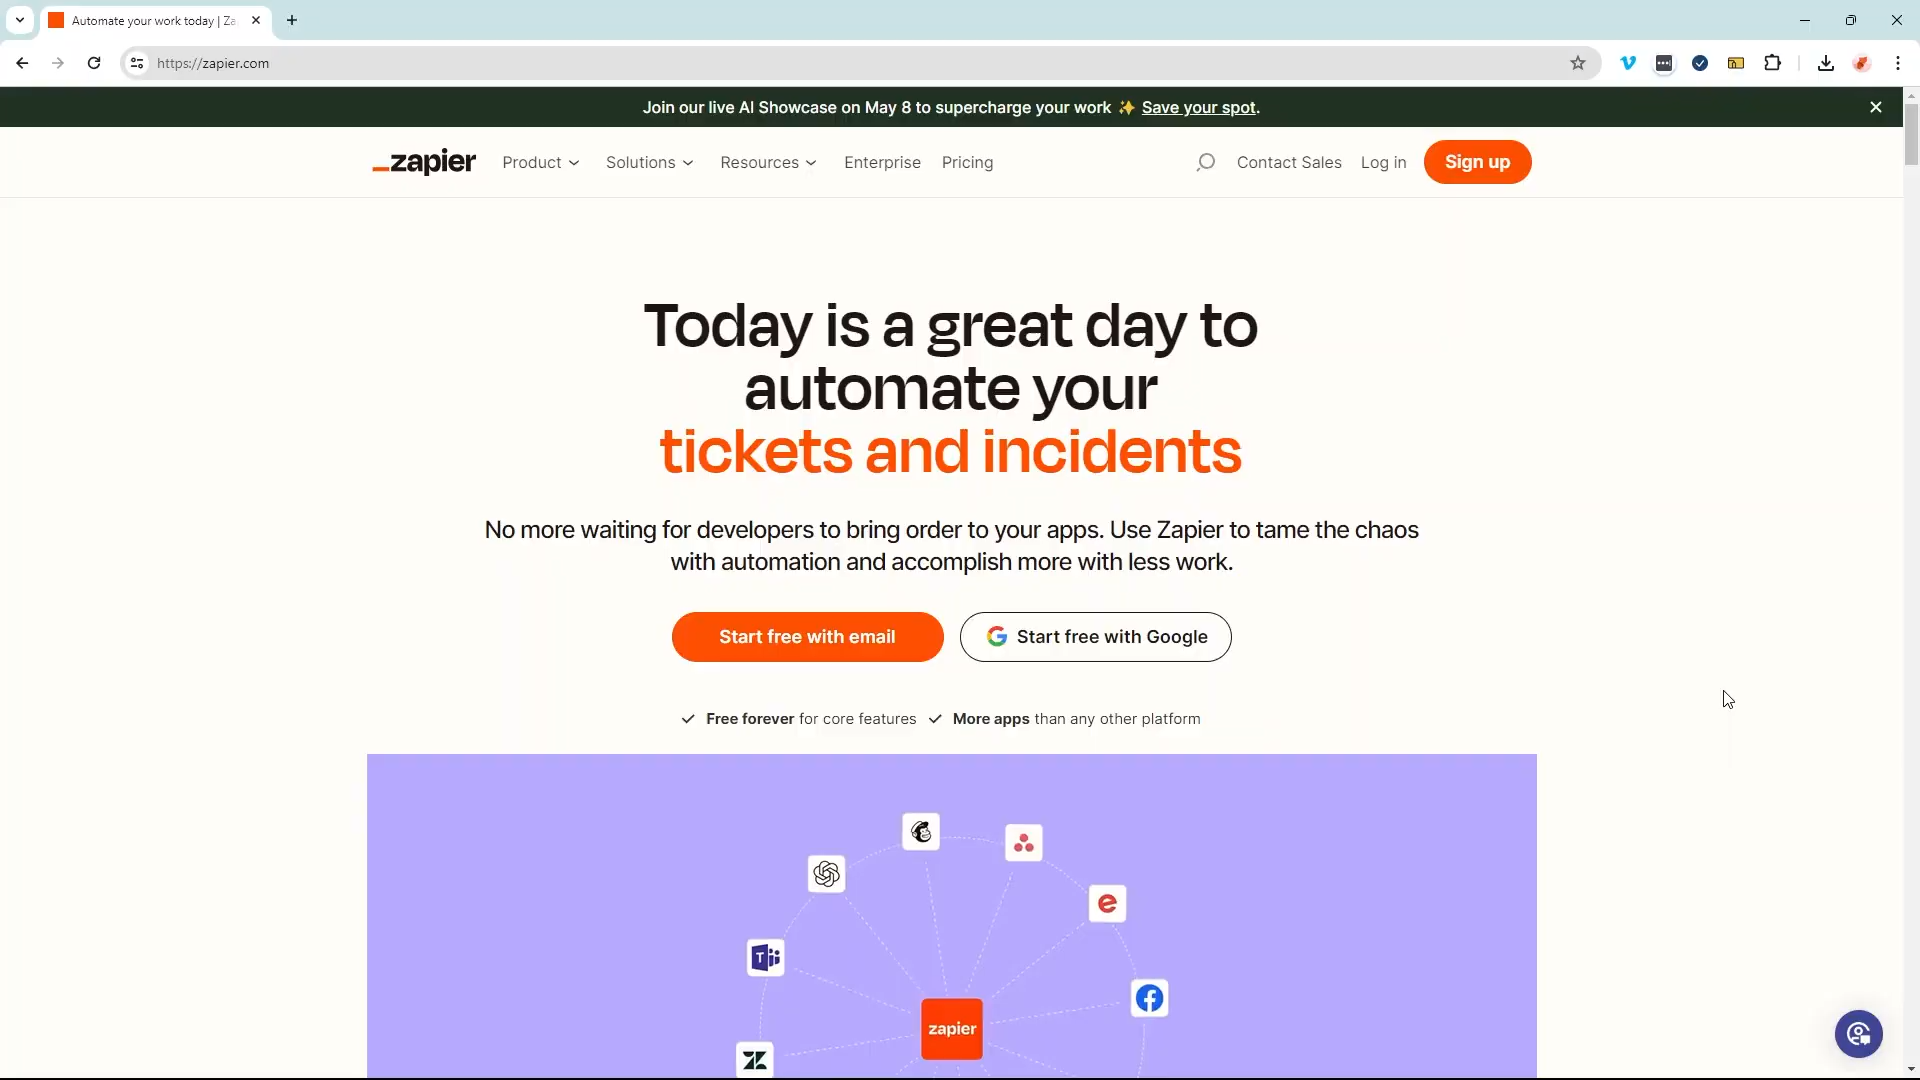 Automate your work today | Za
https://zapier.com
Join our live AI Showcase on May 8 to supercharge your work ✨ Save your spot.
zapier
Product
Solutions
Resources
Enterprise
Pricing
Contact Sales
Log in
Sign up
Today is a great day to
automate your
tickets and incidents
No more waiting for developers to bring order to your apps. Use Zapier to tame the chaos
with automation and accomplish more with less work.
Start free with email
Start free with Google
Free forever for core features
More apps than any other platform
zapier